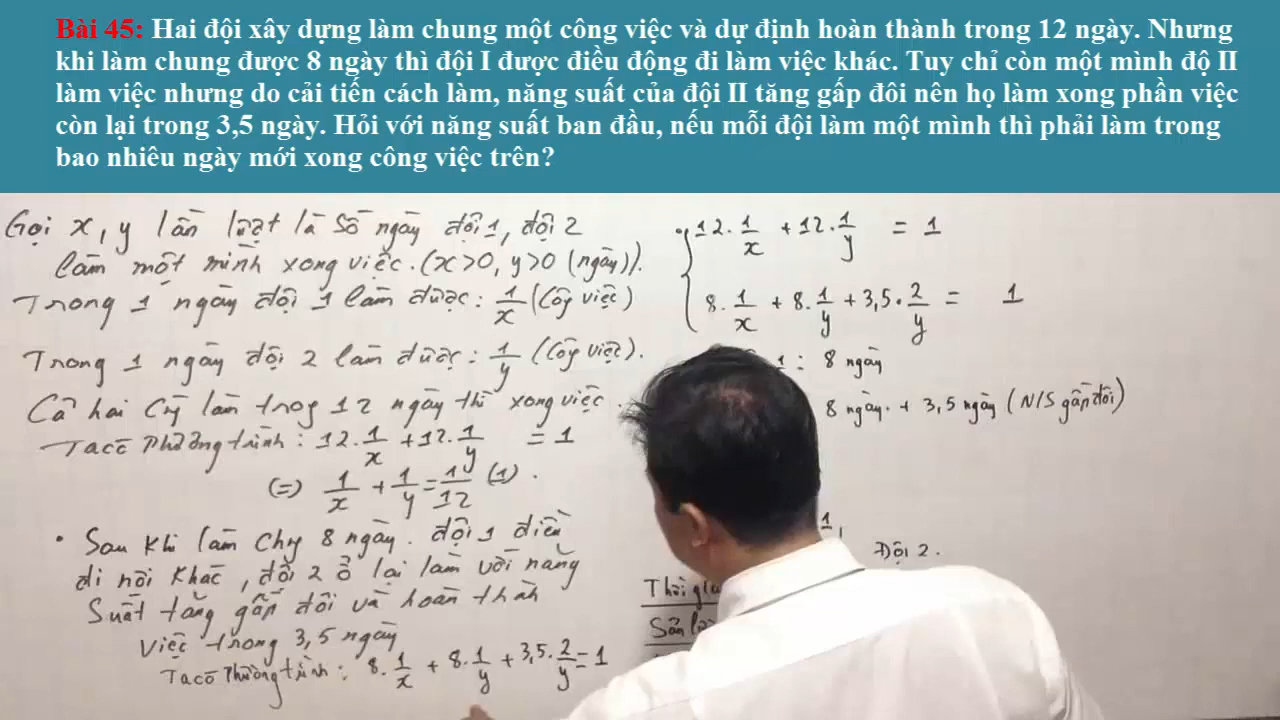 Bài 45: Hai đội xây dựng làm chung một công việc và dự định hoàn thành trong 12 ngày. Nhưng
khi làm chung được 8 ngày thì đội I được điều động đi làm việc khác. Tuy chỉ còn một mình độ II
làm việc nhưng do cải tiến cách làm, năng suất của đội II tăng gấp đôi nên họ làm xong phần việc
còn lại trong 3,5 ngày. Hỏi với năng suất ban đầu, nếu mỗi đội làm một mình thì phải làm trong
bao nhiêu ngày mới xong công việc trên?
Gọi x, y lần lượt là số ngày đội 1, đội 2
làm một mình xong việc. (x>0, y>0 (ngày)).
Trong 1 ngày đội 1 làm được: 1/x (Côy việc)
Trong 1 ngày đội 2 làm được: 1/y (Côy việc).
Cả hai Cỹ làm trog 12 ngày thì xong việc.
Ta có Phương trình: 12. 1/x + 12. 1/y = 1
(=) 1/x + 1/y = 1/12 (1).
• Sau khi làm Chy 8 ngày. đội 1 điều
đi nơi khác, đội 2 ở lại làm với năng
Suất tăng gấp đôi và hoàn thàh
Việc trong 3,5 ngày
Ta có Phương trình: 8. 1/x + 8. 1/y + 3,5. 2/y = 1
12. 1/x + 12. 1/y = 1
8. 1/x + 8. 1/y + 3,5. 2/y = 1
1: 8 ngày
8 ngày. + 3,5 ngày (N/S gấp đôi)
Đội 2.
Thời gi
Sản l